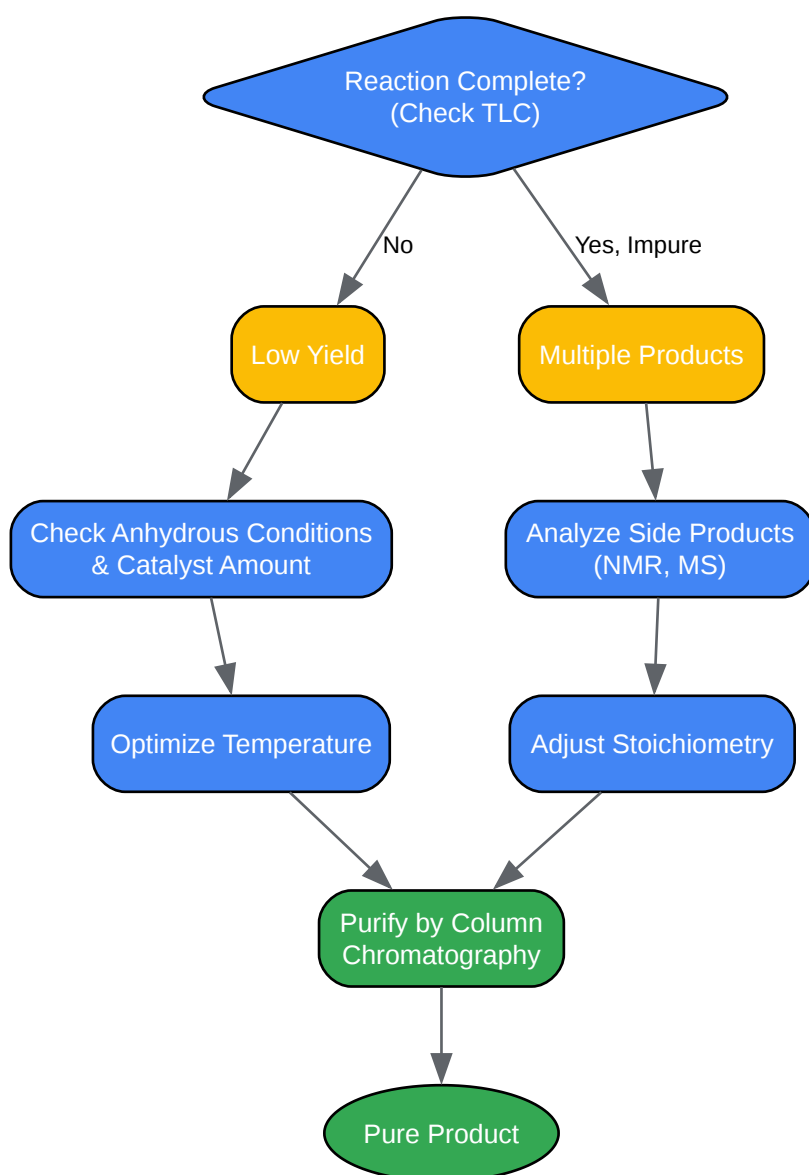 Reaction Complete?
(Check TLC)
No
Yes, Impure
Low Yield
Multiple Products
Check Anhydrous Conditions
& Catalyst Amount
Analyze Side Products
(NMR, MS)
Optimize Temperature
Adjust Stoichiometry
Purify by Column
Chromatography
Pure Product